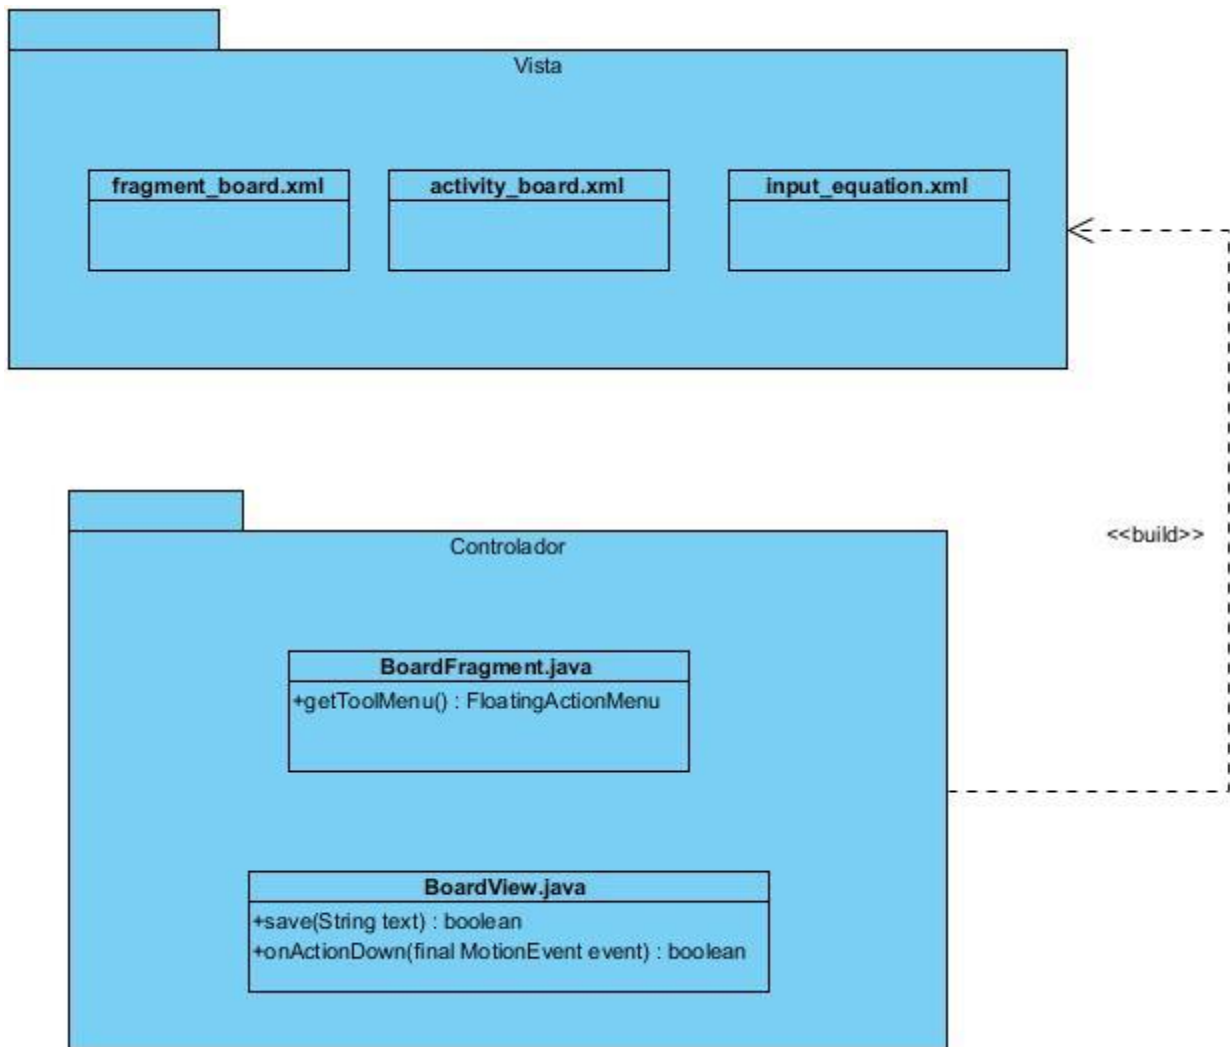 Vista
fragment_board.xml
activity_board.xml
input_equation.xml
<<build>>
Controlador
BoardFragment.java
+getToolMenu() : FloatingActionMenu
BoardView.java
+save(String text) : boolean
+onActionDown(final MotionEvent event) : boolean